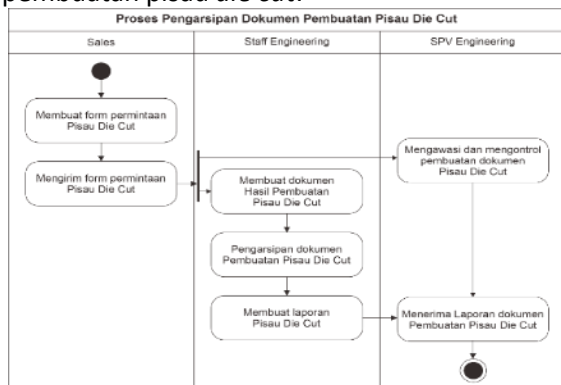 pembuatan pisau die cut.
Proses Pengarsipan Dokumen Pembuatan Pisau Die Cut
Sales
Staff Engineering
SPV Engineering
Membuat form permintaan
Pisau Die Cut
Mengirim form permintaan
Pisau Die Cut
Membuat dokumen
Hasil Pembuatan
Pisau Die Cut
Pengarsipan dokumen
Pembuatan Pisau Die Cut
Membuat laporan
Pisau Die Cut
Mengawasi dan mengontrol
pembuatan dokumen
Pisau Die Cut
Menerima Laporan dokumen
Pembuatan Pisau Die Cut